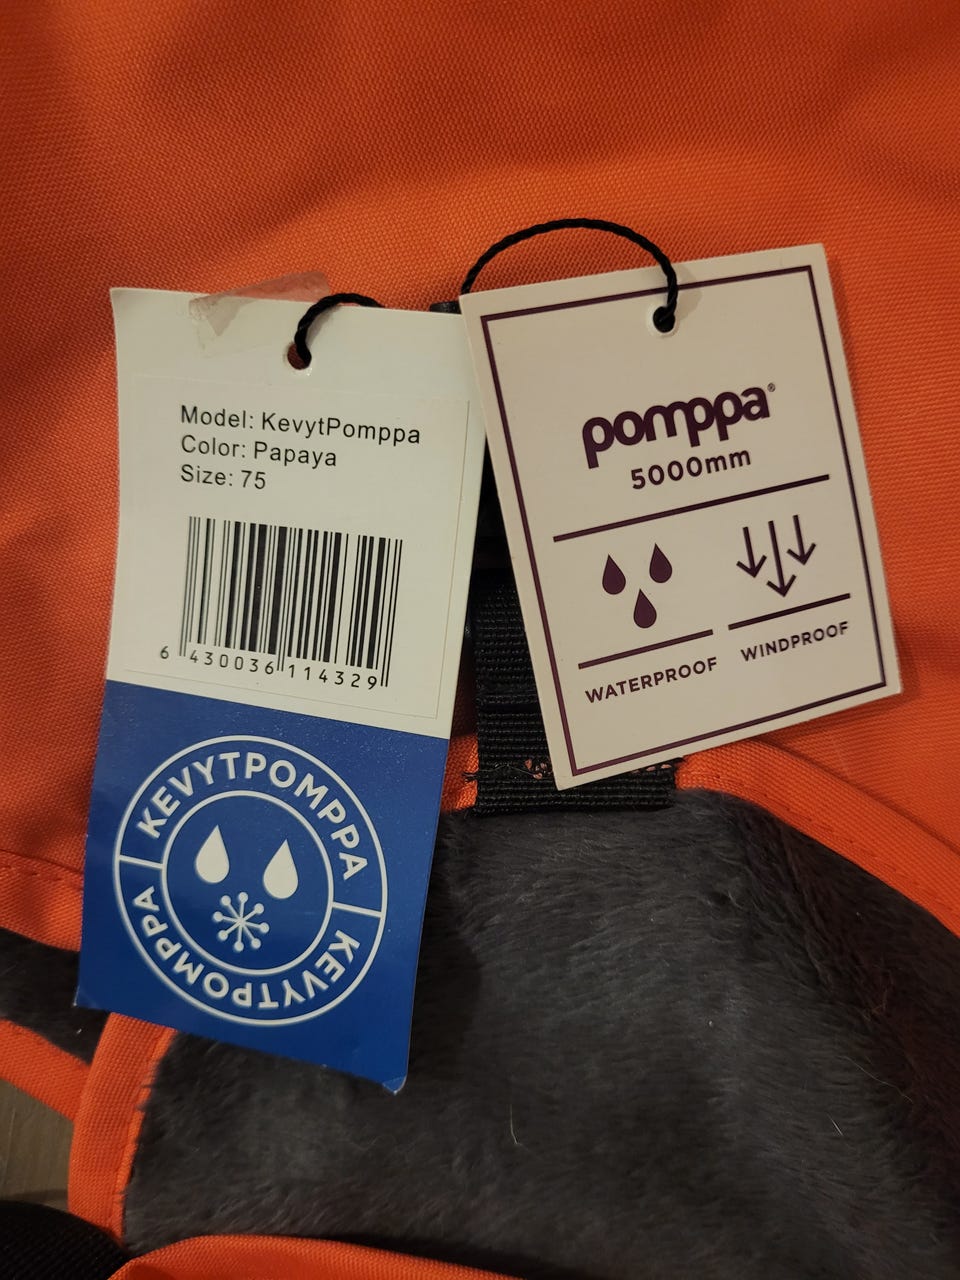 Model: KevytPomppa
Color: Papaya
Size: 75
6 430036 114329
KEVYTPOMPPA
KEVYTPOMPPA
pomppa®
5000mm
WATERPROOF
WINDPROOF